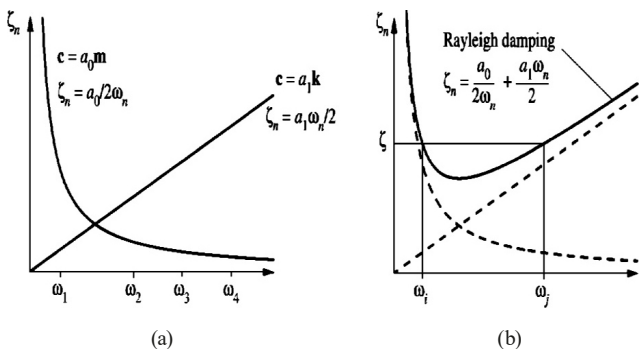 ζₙ
c = a₀m
ζₙ = a₀/2ωₙ
c = a₁k
ζₙ = a₁ωₙ/2
ω₁ ω₂ ω₃ ω₄
(a)
ζₙ
Rayleigh damping
ζₙ = a₀/2ωₙ + a₁ωₙ/2
ζ
ωᵢ ωⱼ
(b)